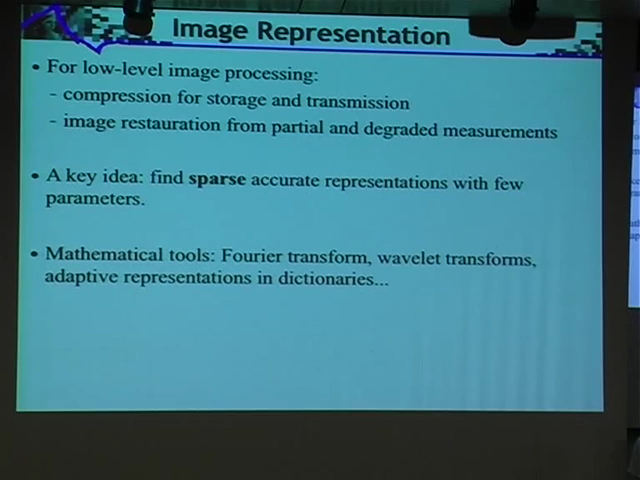 Image Representation
• For low-level image processing:
- compression for storage and transmission
- image restauration from partial and degraded measurements
• A key idea: find sparse accurate representations with few
parameters.
• Mathematical tools: Fourier transform, wavelet transforms,
adaptive representations in dictionaries...